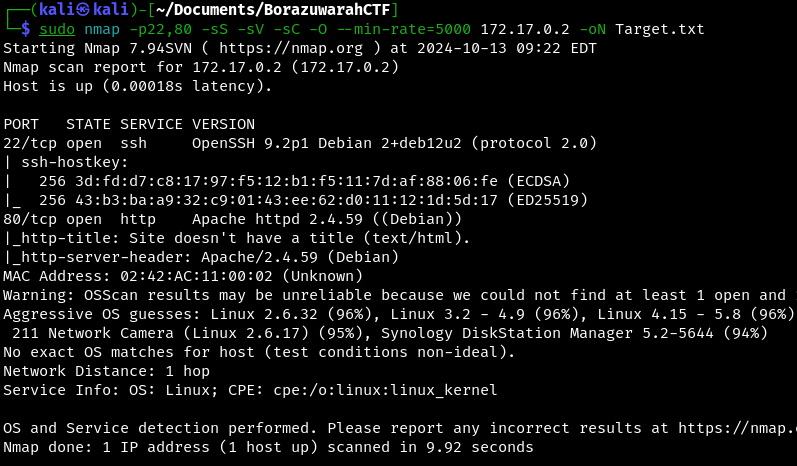 ┌──(kali㉿kali)-[~/Documents/BorazuwarahCTF]
└─$ sudo nmap -p22,80 -sS -sV -sC -O --min-rate=5000 172.17.0.2 -oN Target.txt
Starting Nmap 7.94SVN ( https://nmap.org ) at 2024-10-13 09:22 EDT
Nmap scan report for 172.17.0.2 (172.17.0.2)
Host is up (0.00018s latency).
PORT   STATE SERVICE VERSION
22/tcp open  ssh     OpenSSH 9.2p1 Debian 2+deb12u2 (protocol 2.0)
| ssh-hostkey:
|   256 3d:fd:d7:c8:17:97:f5:12:b1:f5:11:7d:af:88:06:fe (ECDSA)
|_  256 43:b3:ba:a9:32:c9:01:43:ee:62:d0:11:12:1d:5d:17 (ED25519)
80/tcp open  http    Apache httpd 2.4.59 ((Debian))
|_http-title: Site doesn't have a title (text/html).
|_http-server-header: Apache/2.4.59 (Debian)
MAC Address: 02:42:AC:11:00:02 (Unknown)
Warning: OSScan results may be unreliable because we could not find at least 1 open and
Aggressive OS guesses: Linux 2.6.32 (96%), Linux 3.2 - 4.9 (96%), Linux 4.15 - 5.8 (96%)
 211 Network Camera (Linux 2.6.17) (95%), Synology DiskStation Manager 5.2-5644 (94%)
No exact OS matches for host (test conditions non-ideal).
Network Distance: 1 hop
Service Info: OS: Linux; CPE: cpe:/o:linux:linux_kernel
OS and Service detection performed. Please report any incorrect results at https://nmap.
Nmap done: 1 IP address (1 host up) scanned in 9.92 seconds